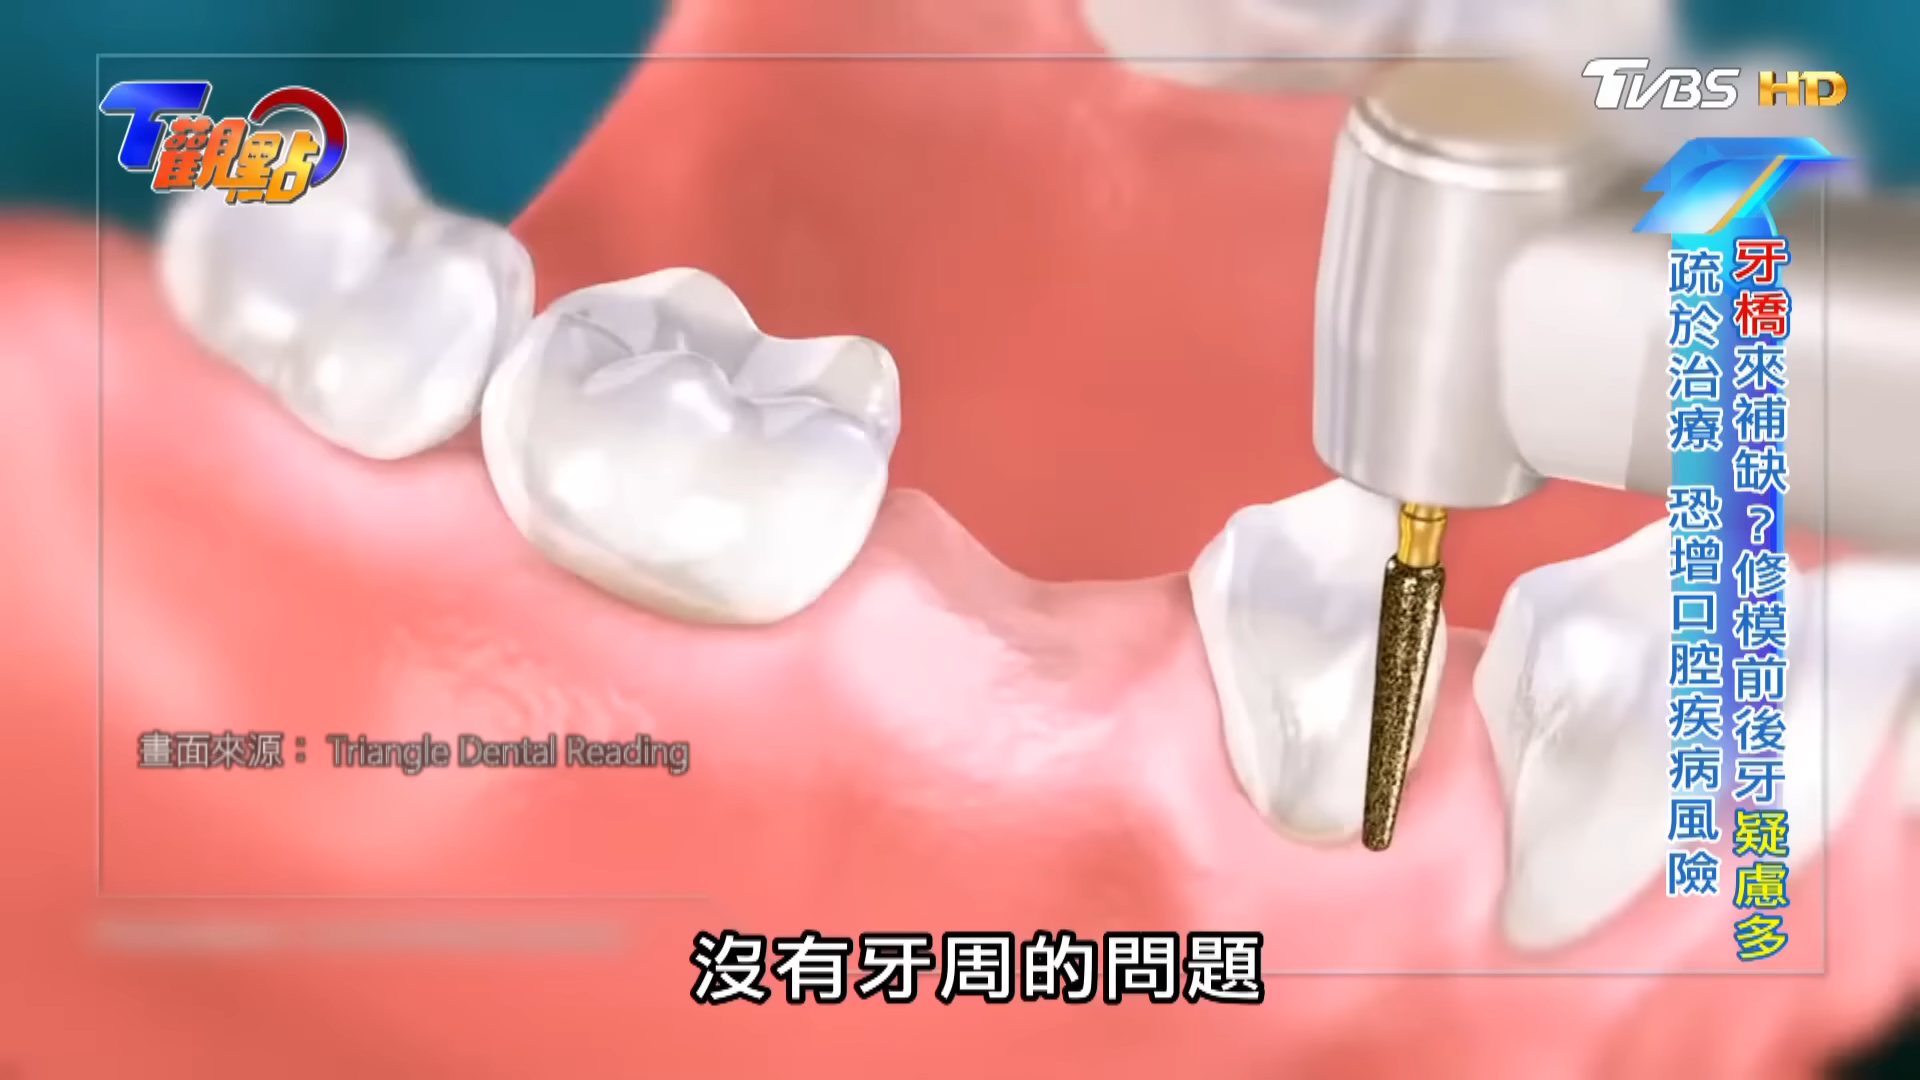 T觀點
TVBS HD
牙橋來補缺?修模前後牙疑慮多
疏於治療 恐增口腔疾病風險
畫面來源： Triangle Dental Reading
沒有牙周的問題